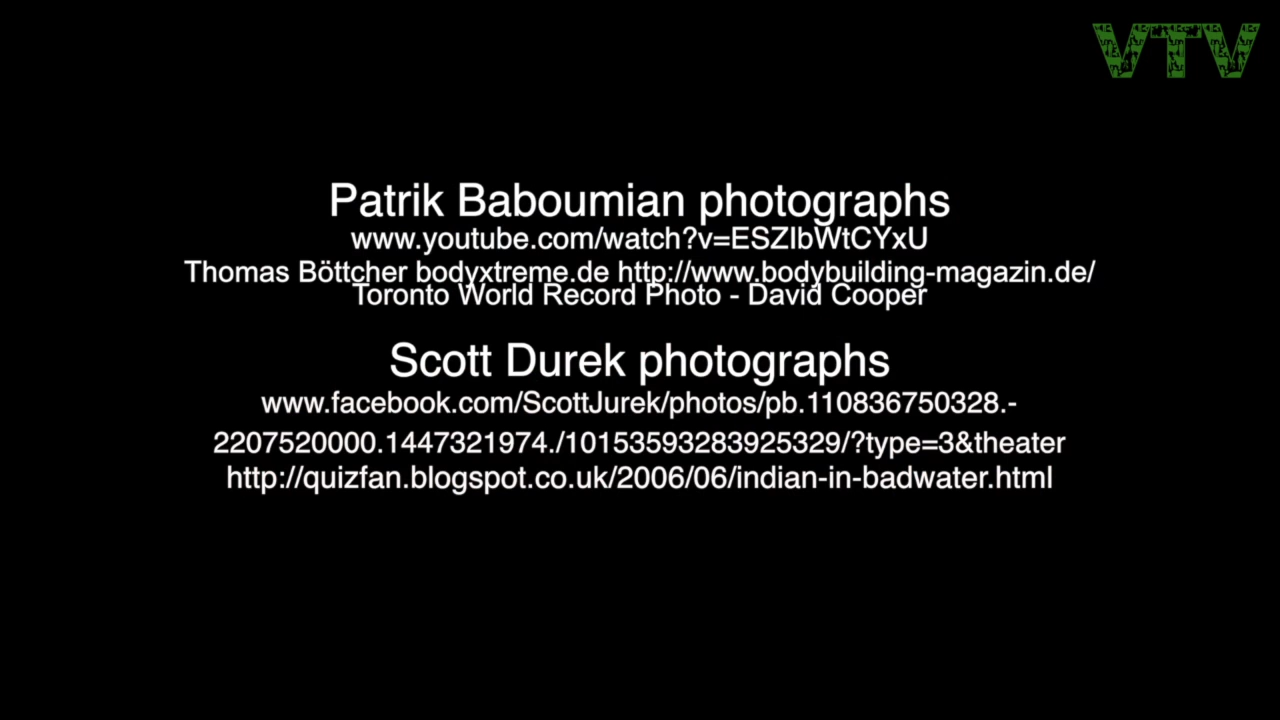 VTV
Patrik Baboumian photographs
www.youtube.com/watch?v=ESZIbWtCYxU
Thomas Böttcher bodyxtreme.de http://www.bodybuilding-magazin.de/
Toronto World Record Photo - David Cooper
Scott Durek photographs
www.facebook.com/ScottJurek/photos/pb.110836750328.-
2207520000.1447321974./10153593283925329/?type=3&theater
http://quizfan.blogspot.co.uk/2006/06/indian-in-badwater.html